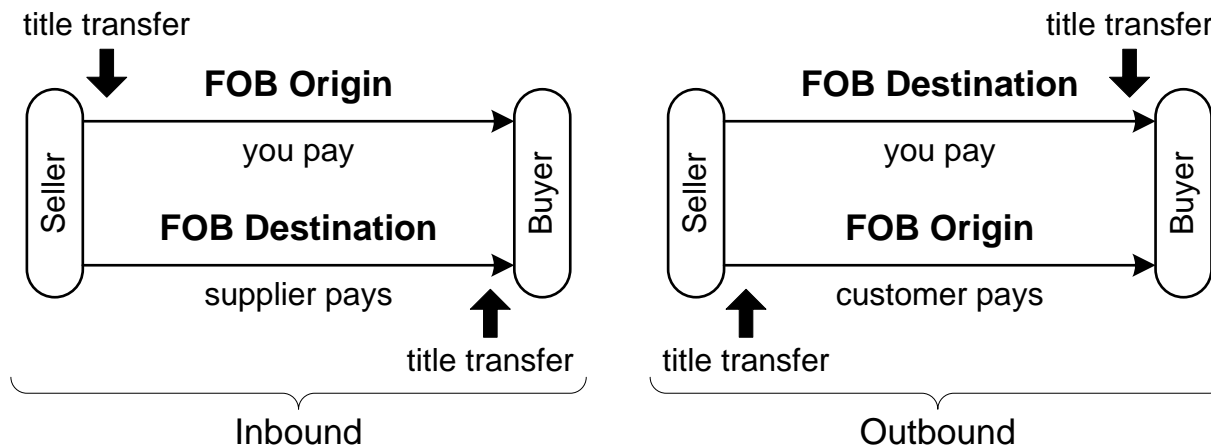 title transfer
FOB Origin
you pay
Seller
Buyer
FOB Destination
supplier pays
title transfer
Inbound
title transfer
FOB Destination
you pay
Seller
Buyer
FOB Origin
customer pays
title transfer
Outbound